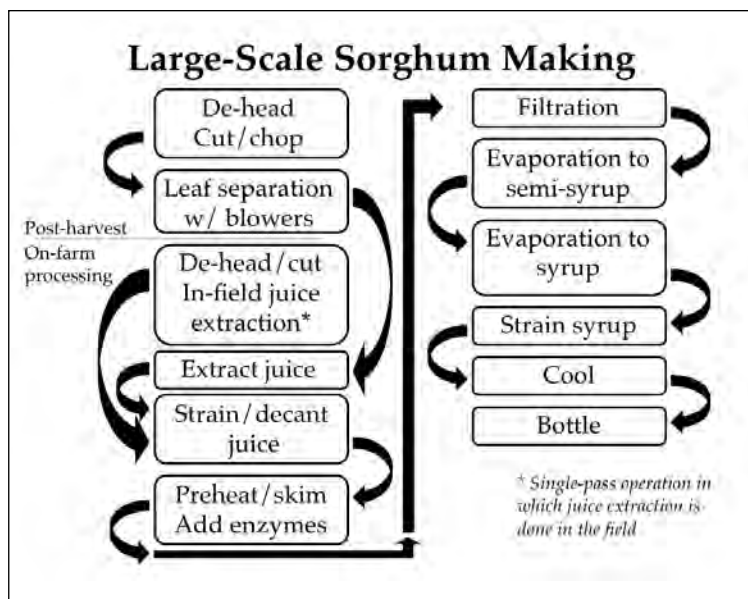 Large-Scale Sorghum Making
De-head
Cut/chop
Leaf separation
w/ blowers
Post-harvest
On-farm
processing
De-head/cut
In-field juice
extraction*
Extract juice
Strain/decant
juice
Preheat/skim
Add enzymes
Filtration
Evaporation to
semi-syrup
Evaporation to
syrup
Strain syrup
Cool
Bottle
* Single-pass operation in
which juice extraction is
done in the field